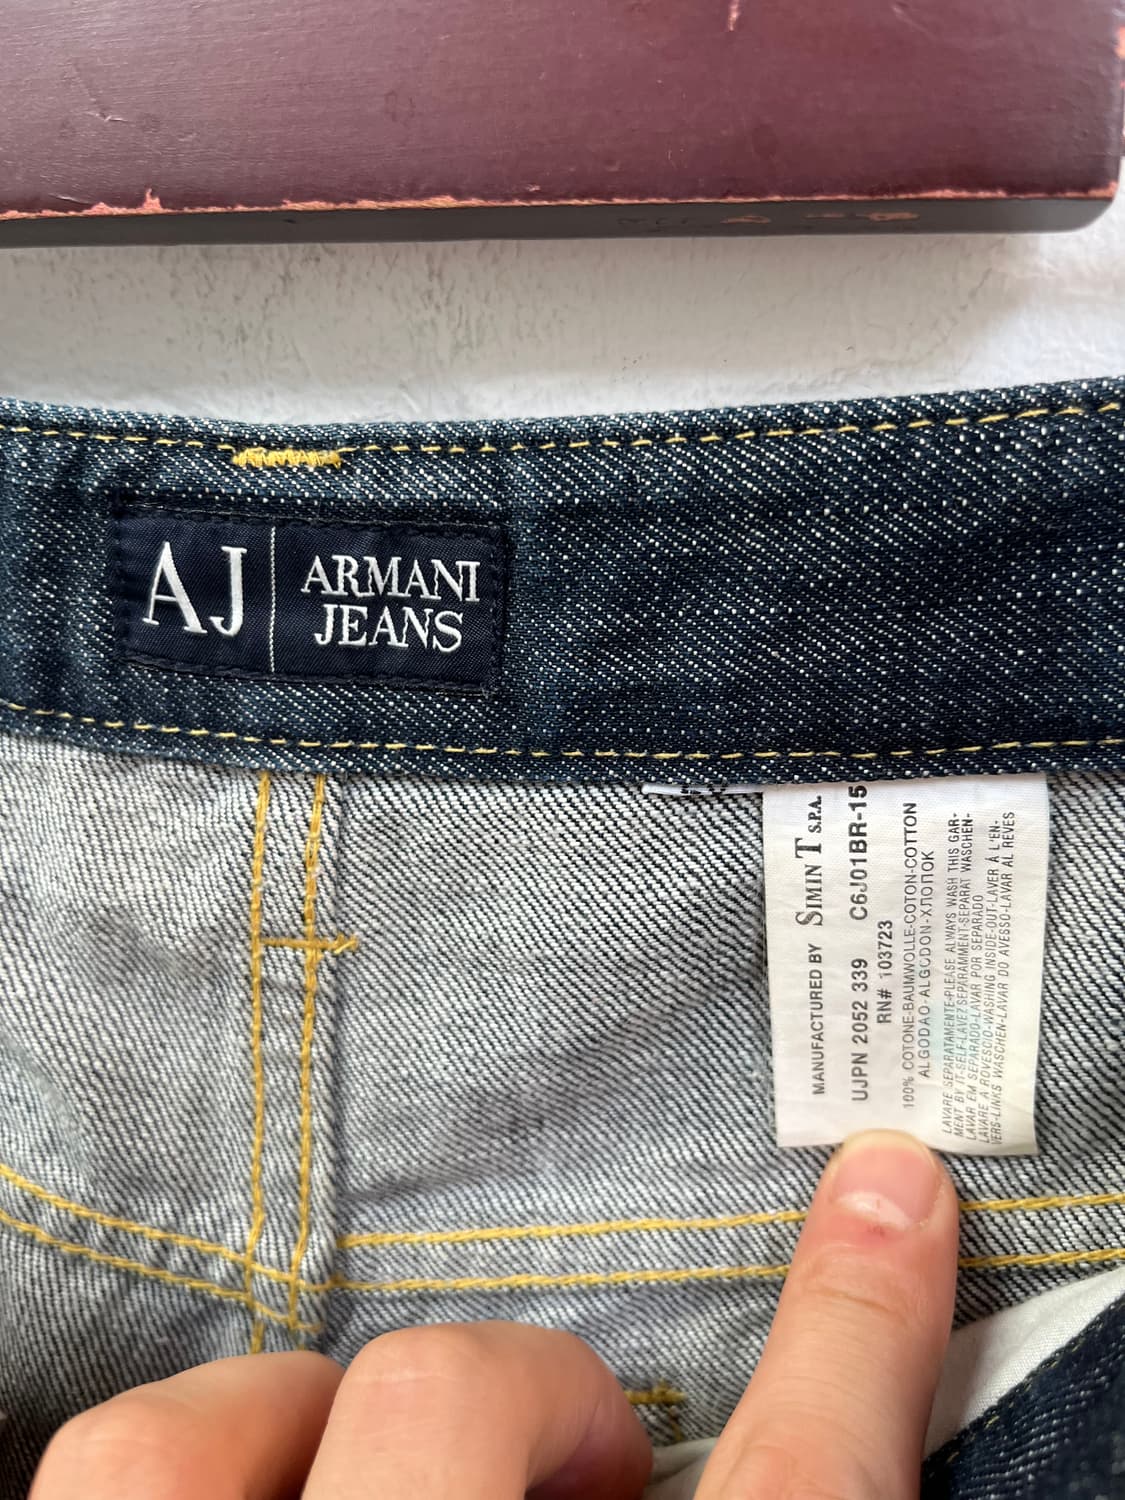 AJ
ARMANI
JEANS
MANUFACTURED BY SIMINT S.P.A.
UJPN 2052 339 C6J01BR-15
RN# 103723
100% COTONE-BAUMWOLLE-COTON-COTTON
ALGODAO-ALGODON-ХЛОПОК
LAVARE SEPARATAMENTE-PLEASE ALWAYS WASH THIS GAR-
MENT BY IT-SELF-LAVEZ SEPARAMMENT-SEPARAT WASCHEN-
LAVAR EM SEPARADO-LAVAR POR SEPARADO
LAVARE A ROVESCIO-WASHING INSIDE-OUT-LAVER À L'EN-
VERS-LINKS WASCHEN-LAVAR DO AVESSO-LAVAR AL REVES